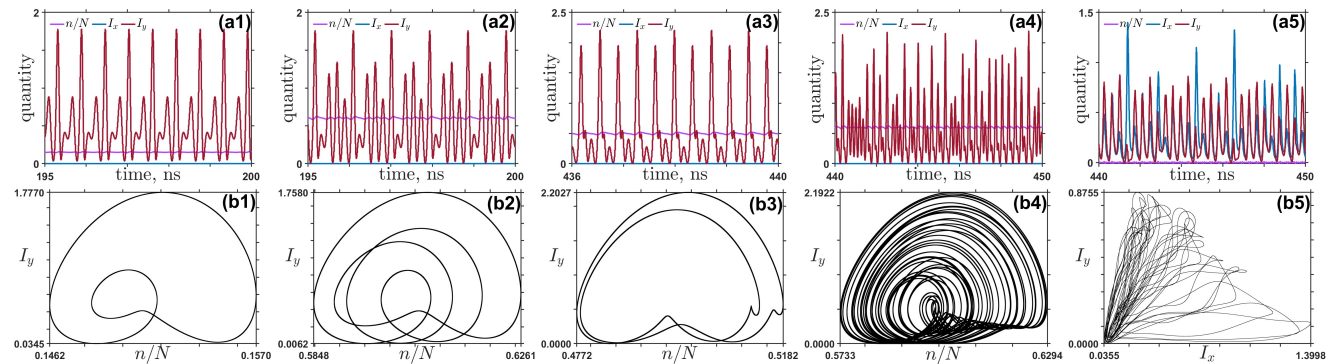 2
n/N I_x I_y
(a1)
quantity
0
195
time, ns
200
2
n/N I_x I_y
(a2)
quantity
0
195
time, ns
200
2.5
n/N I_x I_y
(a3)
quantity
0
436
time, ns
440
2.5
n/N I_x I_y
(a4)
quantity
0
440
time, ns
450
1.5
n/N I_x I_y
(a5)
quantity
0
440
time, ns
450
1.7770
(b1)
I_y
0.0345
0.1462
n/N
0.1570
1.7580
(b2)
I_y
0.0062
0.5848
n/N
0.6261
2.2027
(b3)
I_y
0.0000
0.4772
n/N
0.5182
2.1922
(b4)
I_y
0.0000
0.5733
n/N
0.6294
0.8755
(b5)
I_y
0.0000
0.0355
I_x
1.3998